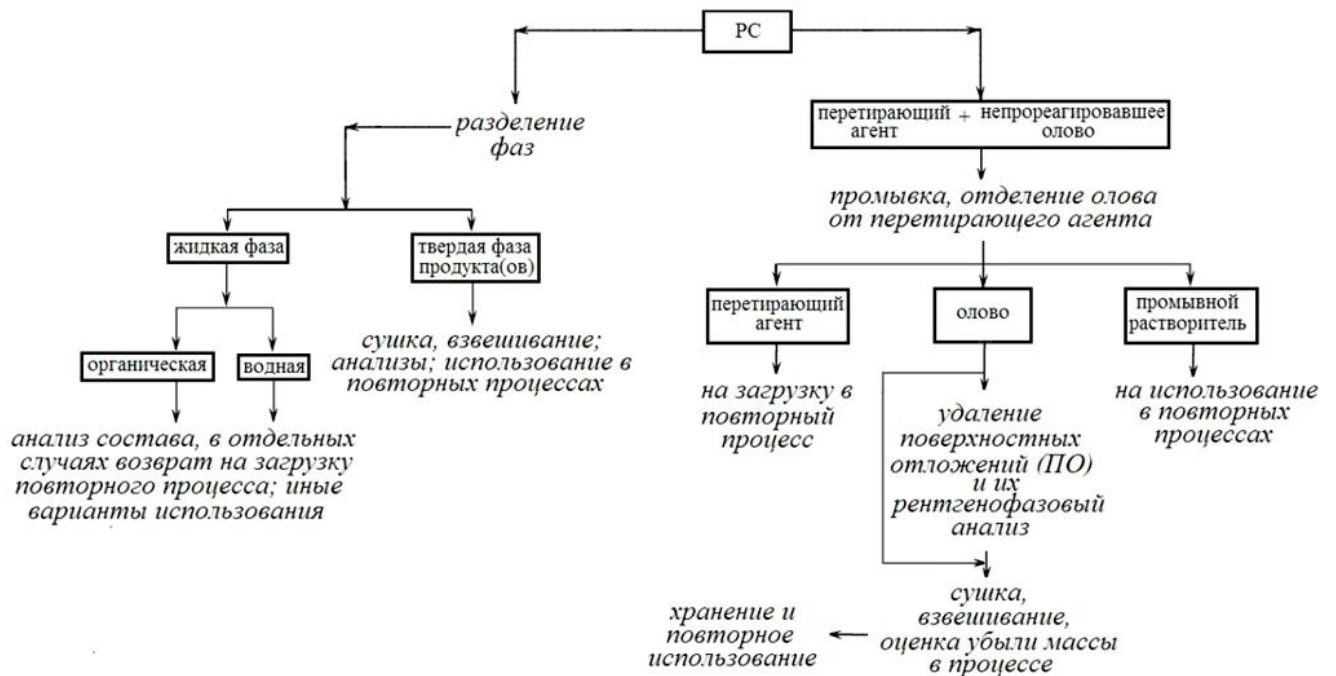 РС
разделение
фаз
перетирающий + непрореагировавшее
агент олово
промывка, отделение олова
от перетирающего агента
жидкая фаза
твердая фаза
продукта(ов)
органическая
водная
сушка, взвешивание;
анализы; использование в
повторных процессах
анализ состава, в отдельных
случаях возврат на загрузку
повторного процесса; иные
варианты использования
перетирающий
агент
олово
промывной
растворитель
на загрузку в
повторный
процесс
удаление
поверхностных
отложений (ПО)
и их
рентгенофазовый
анализ
на использование
в повторных
процессах
сушка,
взвешивание,
оценка убыли массы
в процессе
хранение и
повторное
использование